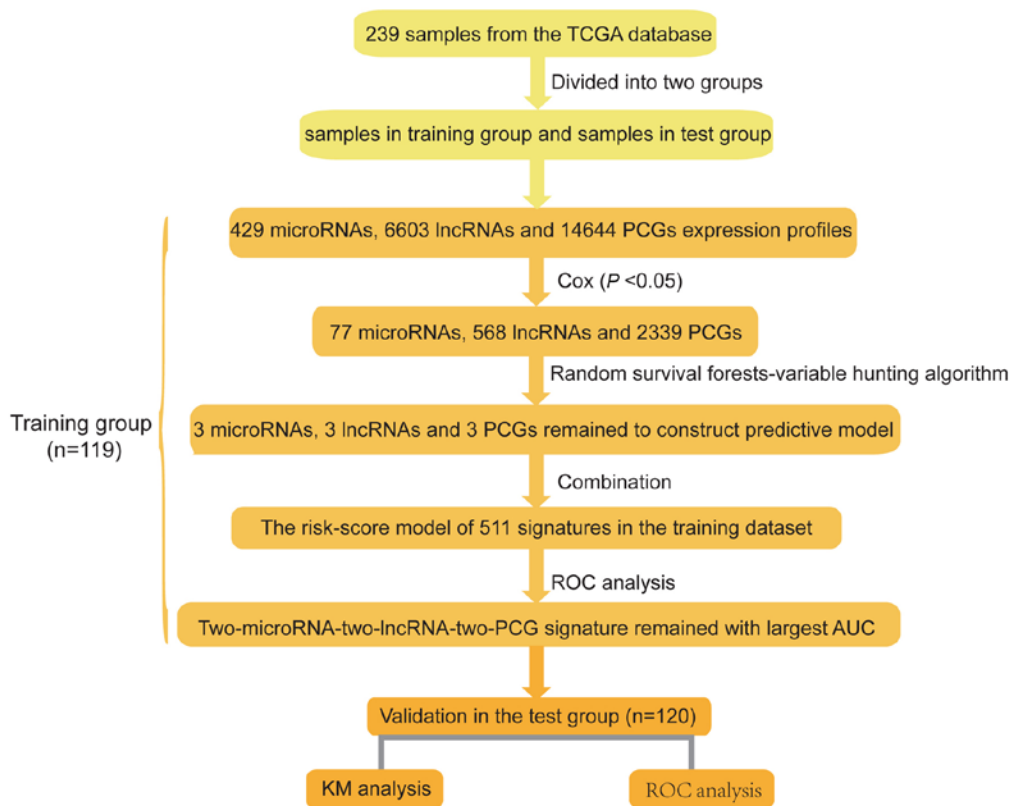 239 samples from the TCGA database
Divided into two groups
samples in training group and samples in test group
429 microRNAs, 6603 lncRNAs and 14644 PCGs expression profiles
Cox (P <0.05)
77 microRNAs, 568 lncRNAs and 2339 PCGs
Random survival forests-variable hunting algorithm
Training group
(n=119)
3 microRNAs, 3 lncRNAs and 3 PCGs remained to construct predictive model
Combination
The risk-score model of 511 signatures in the training dataset
ROC analysis
Two-microRNA-two-lncRNA-two-PCG signature remained with largest AUC
Validation in the test group (n=120)
KM analysis
ROC analysis